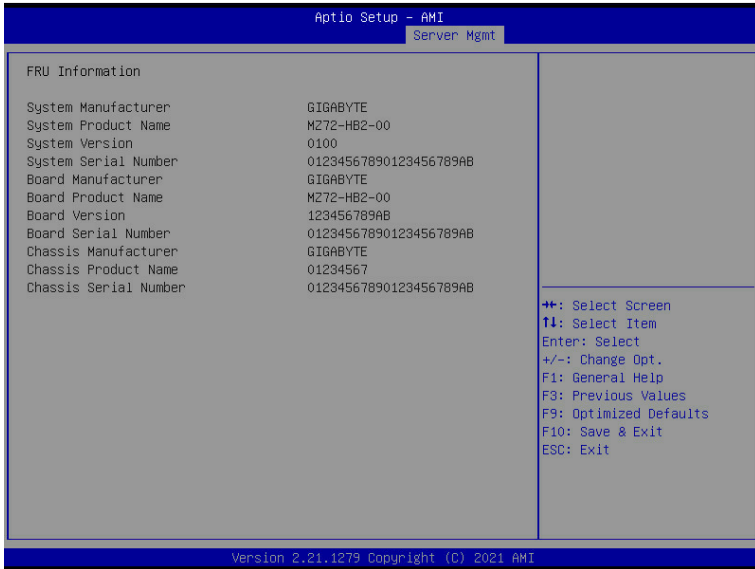 Aptio Setup – AMI
Server Mgmt
FRU Information
System Manufacturer GIGABYTE
System Product Name MZ72-HB2-00
System Version 0100
System Serial Number 01234567890123456789AB
Board Manufacturer GIGABYTE
Board Product Name MZ72-HB2-00
Board Version 123456789AB
Board Serial Number 01234567890123456789AB
Chassis Manufacturer GIGABYTE
Chassis Product Name 01234567
Chassis Serial Number 01234567890123456789AB
→←: Select Screen
↑↓: Select Item
Enter: Select
+/-: Change Opt.
F1: General Help
F3: Previous Values
F9: Optimized Defaults
F10: Save & Exit
ESC: Exit
Version 2.21.1279 Copyright (C) 2021 AMI